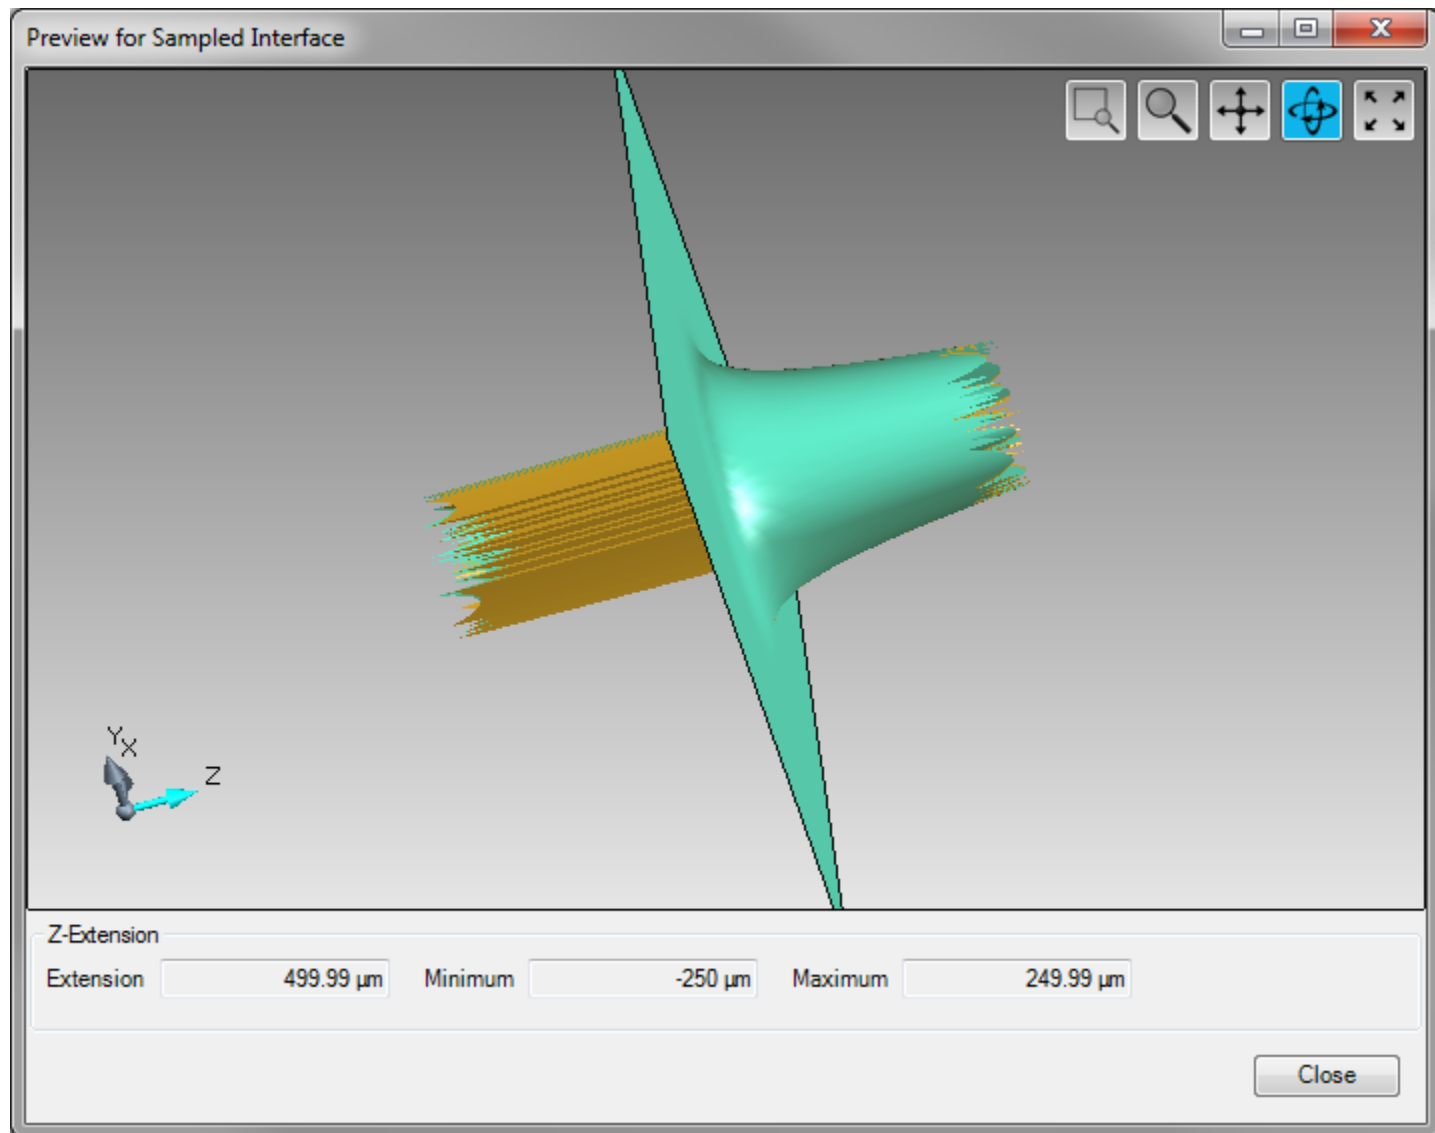 Preview for Sampled Interface
Y
X
Z
Z-Extension
Extension 499.99 µm Minimum -250 µm Maximum 249.99 µm
Close